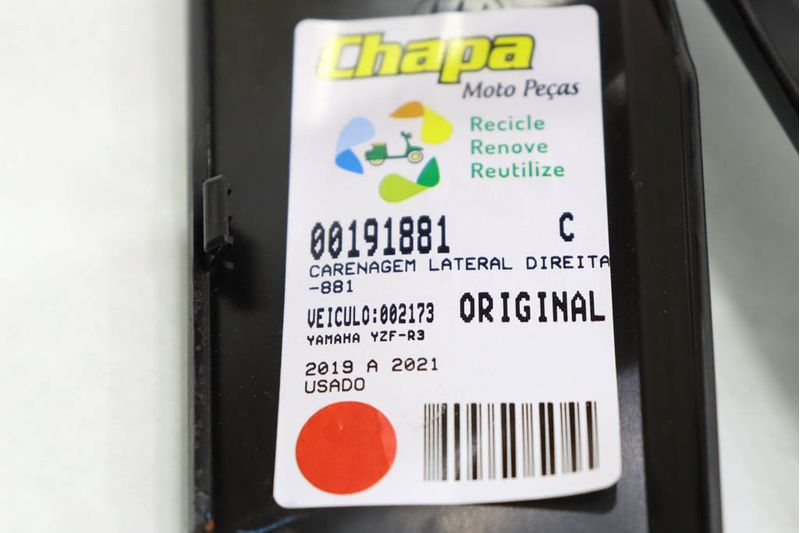 Chapa
Moto Peças
Recicle
Renove
Reutilize
00191881 C
CARENAGEM LATERAL DIREITA
-881
VEICULO:002173 ORIGINAL
YAMAHA YZF-R3
2019 A 2021
USADO